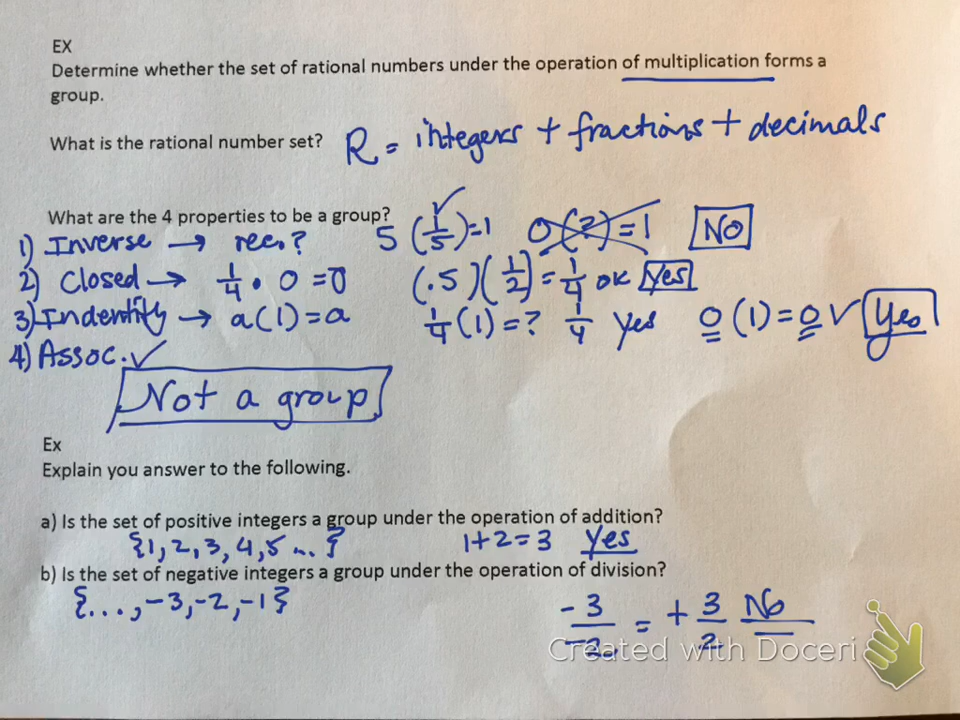 EX
Determine whether the set of rational numbers under the operation of multiplication forms a
group.
What is the rational number set? R = integers + fractions + decimals
What are the 4 properties to be a group?
1) Inverse → rec.? 5 (1/5) = 1 ✓ 0 (?) = 1 NO
2) Closed → 1/4 · 0 = 0 (.5)(1/2) = 1/4 ok Yes
3) Indentity → a(1) = a 1/4 (1) = ? 1/4 yes 0 (1) = 0 ✓ Yes
4) Assoc. ✓
Not a group
Ex
Explain you answer to the following.
a) Is the set of positive integers a group under the operation of addition?
{1, 2, 3, 4, 5 ... } 1+2=3 Yes
b) Is the set of negative integers a group under the operation of division?
{..., -3, -2, -1} -3/-2 = +3/2 No
Created with Doceri